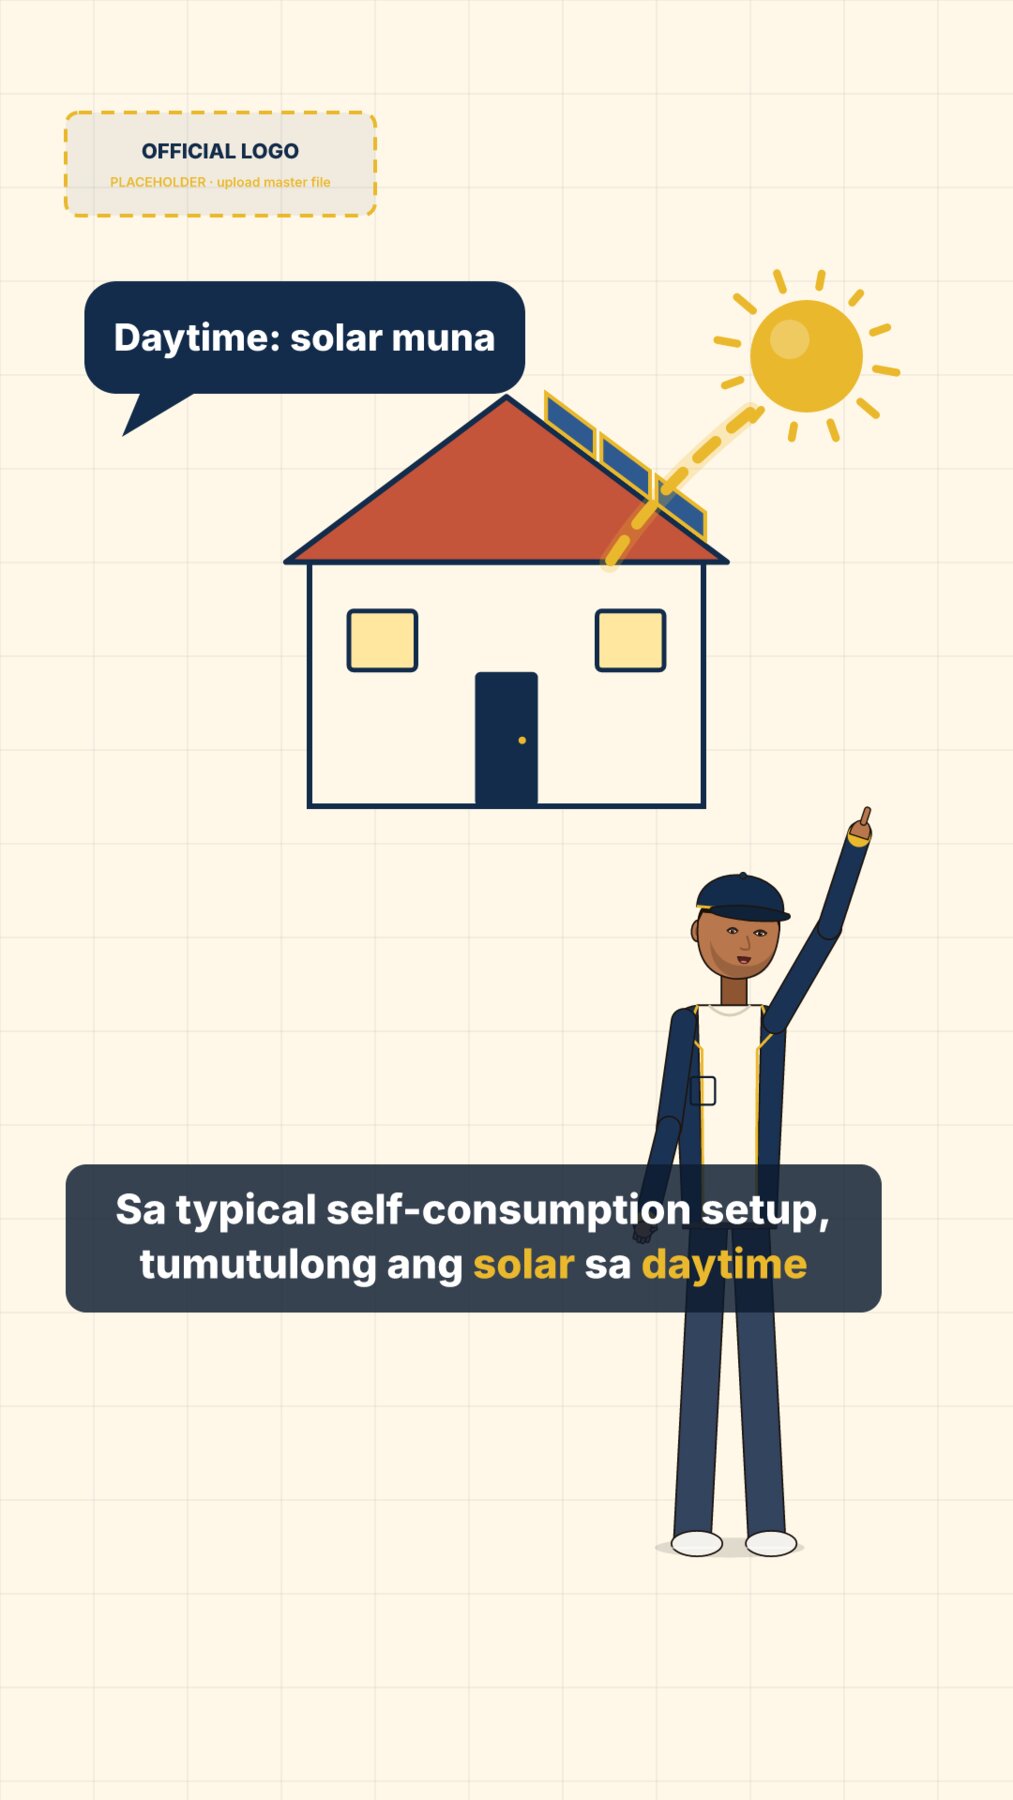 OFFICIAL LOGO
PLACEHOLDER · upload master file
Daytime: solar muna
Sa typical self-consumption setup,
tumutulong ang solar sa daytime